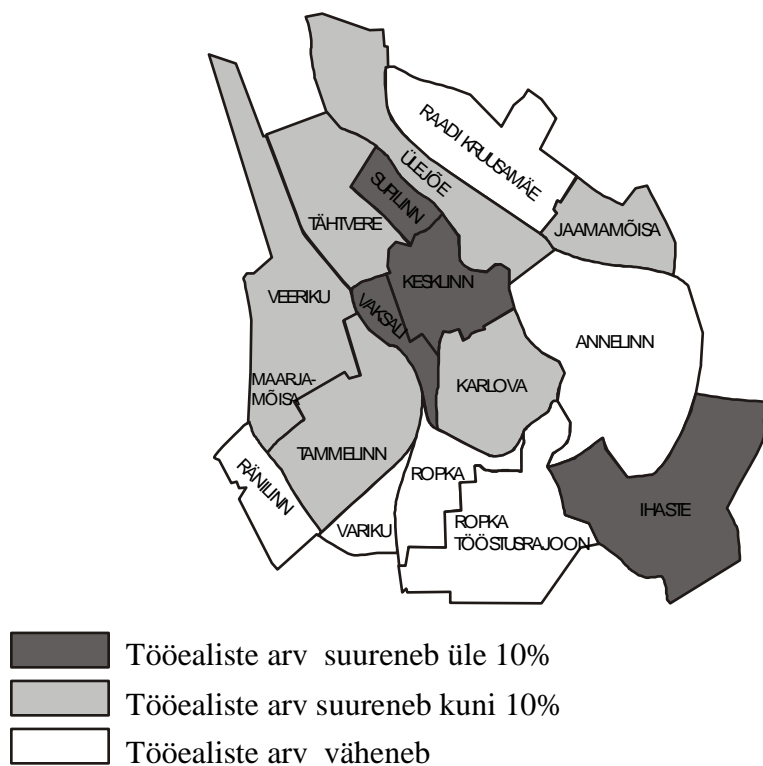 RAADI KRUUSAMÄE
ÜLEJÕE
SUPILINN
TÄHTVERE
JAAMAMÕISA
KESKLINN
VEERIKU
VAKSALI
ANNELINN
MAARJA-
MÕISA
KARLOVA
TAMMELINN
RÄNILINN
ROPKA
IHASTE
VARIKU
ROPKA
TÖÖSTUSRAJOON
Tööealiste arv suureneb üle 10%
Tööealiste arv suureneb kuni 10%
Tööealiste arv väheneb